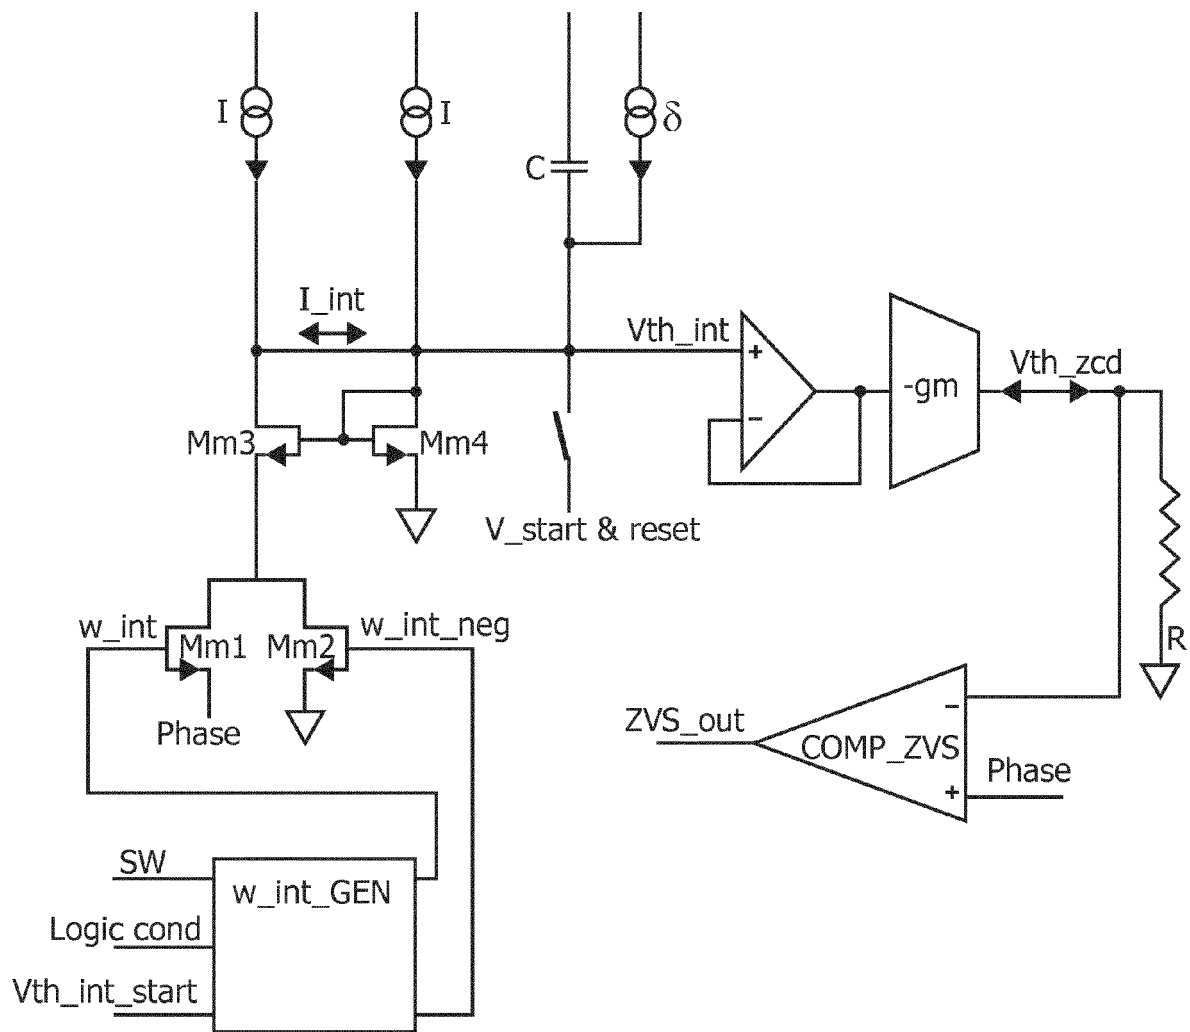 I
I
C
δ
I_int
Vth_int
+
−
-gm
Vth_zcd
Mm3
Mm4
V_start & reset
w_int
Mm1
Mm2
w_int_neg
Phase
R
ZVS_out
−
COMP_ZVS
+
Phase
SW
w_int_GEN
Logic cond
Vth_int_start